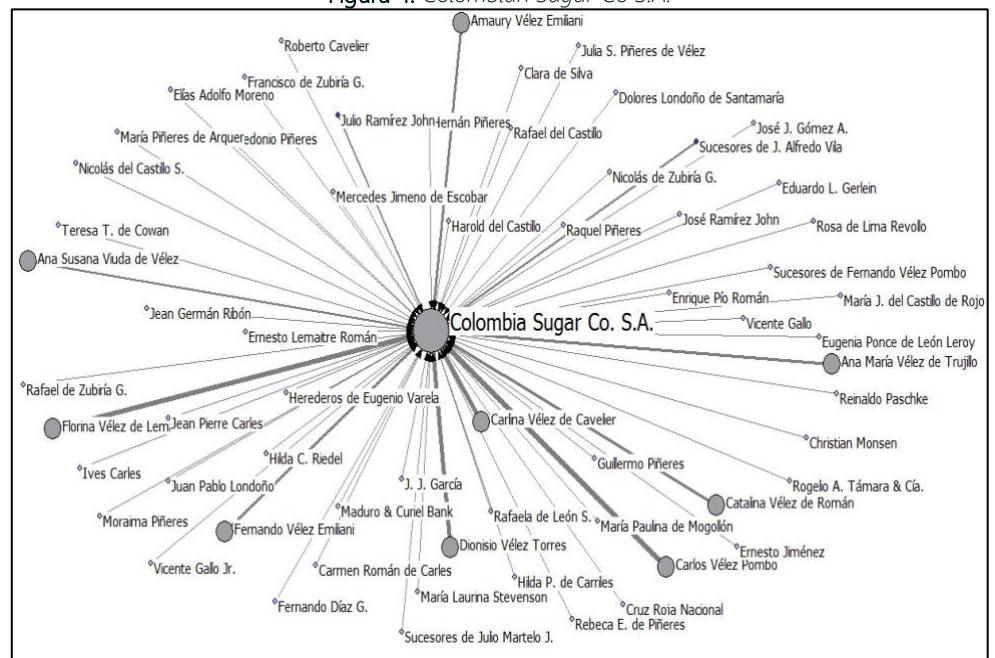 Figura 4. Colombian Sugar Co S.A.
Amaury Vélez Emiliani
Roberto Cavelier
Julia S. Piñeres de Vélez
Francisco de Zubiría G.
Clara de Silva
Elías Adolfo Moreno
Dolores Londoño de Santamaría
Julio Ramírez John
Hernán Piñeres
Rafael del Castillo
José J. Gómez A.
María Piñeres de Arque
edonio Piñeres
Sucesores de J. Alfredo Vila
Nicolás del Castillo S.
Nicolás de Zubiría G.
Mercedes Jimeno de Escobar
Eduardo L. Gerlein
Teresa T. de Cowan
Harold del Castillo
Raquel Piñeres
José Ramírez John
Rosa de Lima Revollo
Ana Susana Viuda de Vélez
Sucesores de Fernando Vélez Pombo
Enrique Pío Román
María J. del Castillo de Rojo
Jean Germán Ribón
Colombia Sugar Co. S.A.
Vicente Gallo
Ernesto Lemaitre Román
Eugenia Ponce de León Leroy
Ana María Vélez de Trujillo
Rafael de Zubiría G.
Herederos de Eugenio Varela
Reinaldo Paschke
Florina Vélez de Lem
Jean Pierre Carles
Carlina Vélez de Cavelier
Christian Monsen
Hilda C. Riedel
Guillermo Piñeres
Ives Carles
Juan Pablo Londoño
J. J. García
Rogelio A. Támara & Cía.
Catalina Vélez de Román
Maduro & Curiel Bank
Rafaela de León S.
Moraima Piñeres
María Paulina de Mogollón
Fernando Vélez Emiliani
Dionisio Vélez Torres
Ernesto Jiménez
Vicente Gallo Jr.
Carmen Román de Carles
Carlos Vélez Pombo
Hilda P. de Carriles
María Laurina Stevenson
Fernando Díaz G.
Cruz Roja Nacional
Rebeca E. de Piñeres
Sucesores de Julio Martelo J.